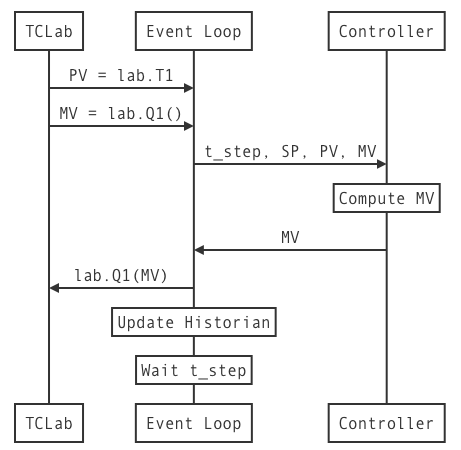 TCLab
Event Loop
Controller
PV = lab.T1
MV = lab.Q1()
t_step, SP, PV, MV
Compute MV
MV
lab.Q1(MV)
Update Historian
Wait t_step
TCLab
Event Loop
Controller